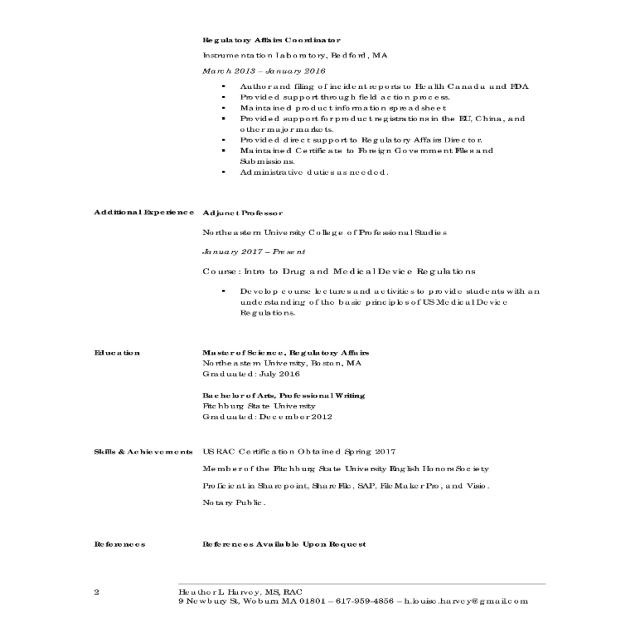 Regulatory Affairs Coordinator
Instrumentation Laboratory, Bedford, MA
March 2013 – January 2016
▪ Author and filing of incident reports to Health Canada and FDA
▪ Provided support through field action process.
▪ Maintained product information spreadsheet
▪ Provided support for product registrations in the EU, China, and
other major markets.
▪ Provided direct support to Regulatory Affairs Director.
▪ Maintained Certificate to Foreign Government Files and
Submissions.
▪ Administrative duties as needed.
Additional Experience Adjunct Professor
Northeastern University College of Professional Studies
January 2017 – Present
Course: Intro to Drug and Medical Device Regulations
▪ Develop course lectures and activities to provide students with an
understanding of the basic principles of US Medical Device
Regulations.
Education Master of Science, Regulatory Affairs
Northeastern University, Boston, MA
Graduated: July 2016
Bachelor of Arts, Professional Writing
Fitchburg State University
Graduated: December 2012
Skills & Achievements US RAC Certification Obtained Spring 2017
Member of the Fitchburg State University English Honors Society
Proficient in Sharepoint, ShareFile, SAP, FileMaker Pro, and Visio.
Notary Public.
References References Available Upon Request
2 Heather L Harvey, MS, RAC
9 Newbury St, Woburn MA 01801 – 617-959-4856 – h.louise.harvey@gmail.com